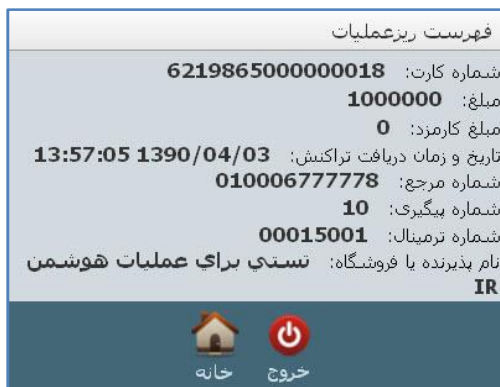 فهرست ریزعملیات
شماره کارت: 6219865000000018
مبلغ: 1000000
مبلغ کارمزد: 0
تاریخ و زمان دریافت تراکنش: 1390/04/03 13:57:05
شماره مرجع: 010006777778
شماره پیگیری: 10
شماره ترمینال: 00015001
نام پذیرنده یا فروشگاه: تستي براي عمليات هوشمن
IR
خانه خروج